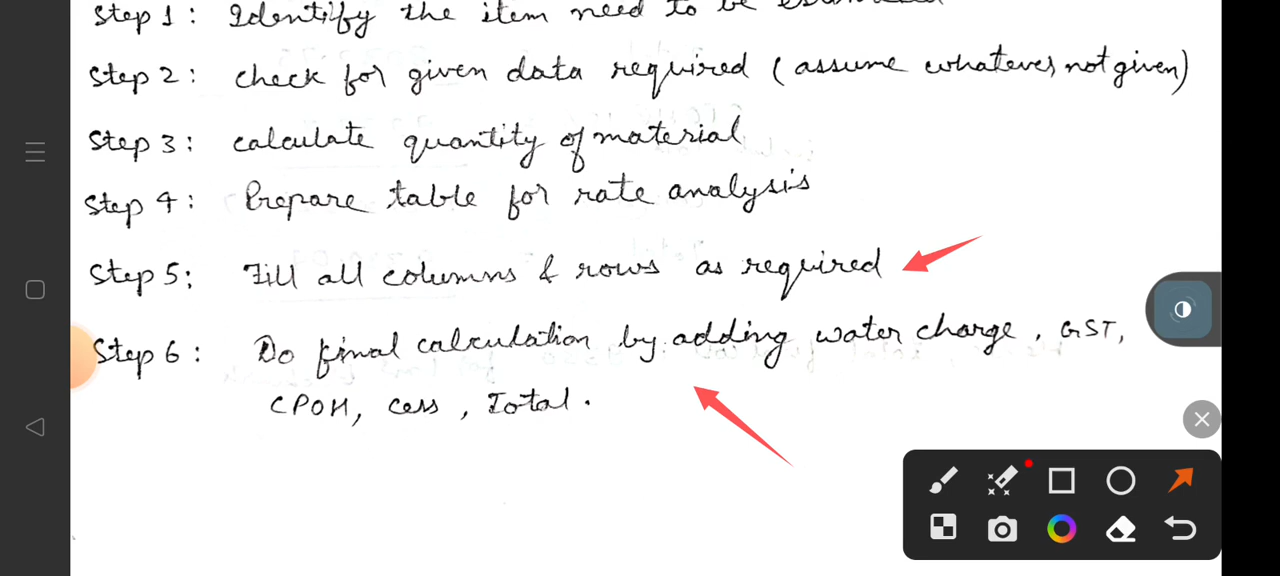 Step 1: Identify the item need to be
Step 2: check for given data required (assume whatever not given)
Step 3: calculate quantity of material
Step 4: Prepare table for rate analysis
Step 5: Fill all columns & rows as required
Step 6: Do final calculation by adding water charge, GST,
CPOH, cess, Total.